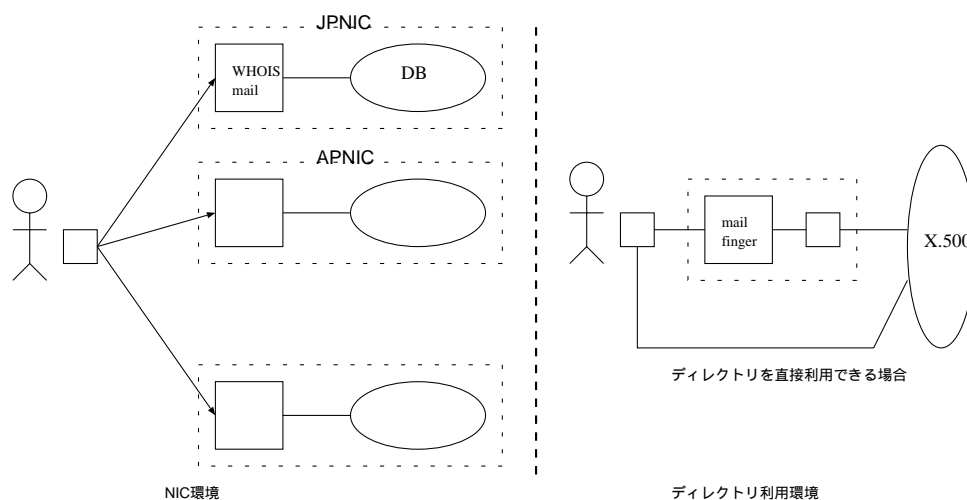 JPNIC
WHOIS
mail
DB
APNIC
mail
finger
X.500
ディレクトリを直接利用できる場合
NIC環境
ディレクトリ利用環境